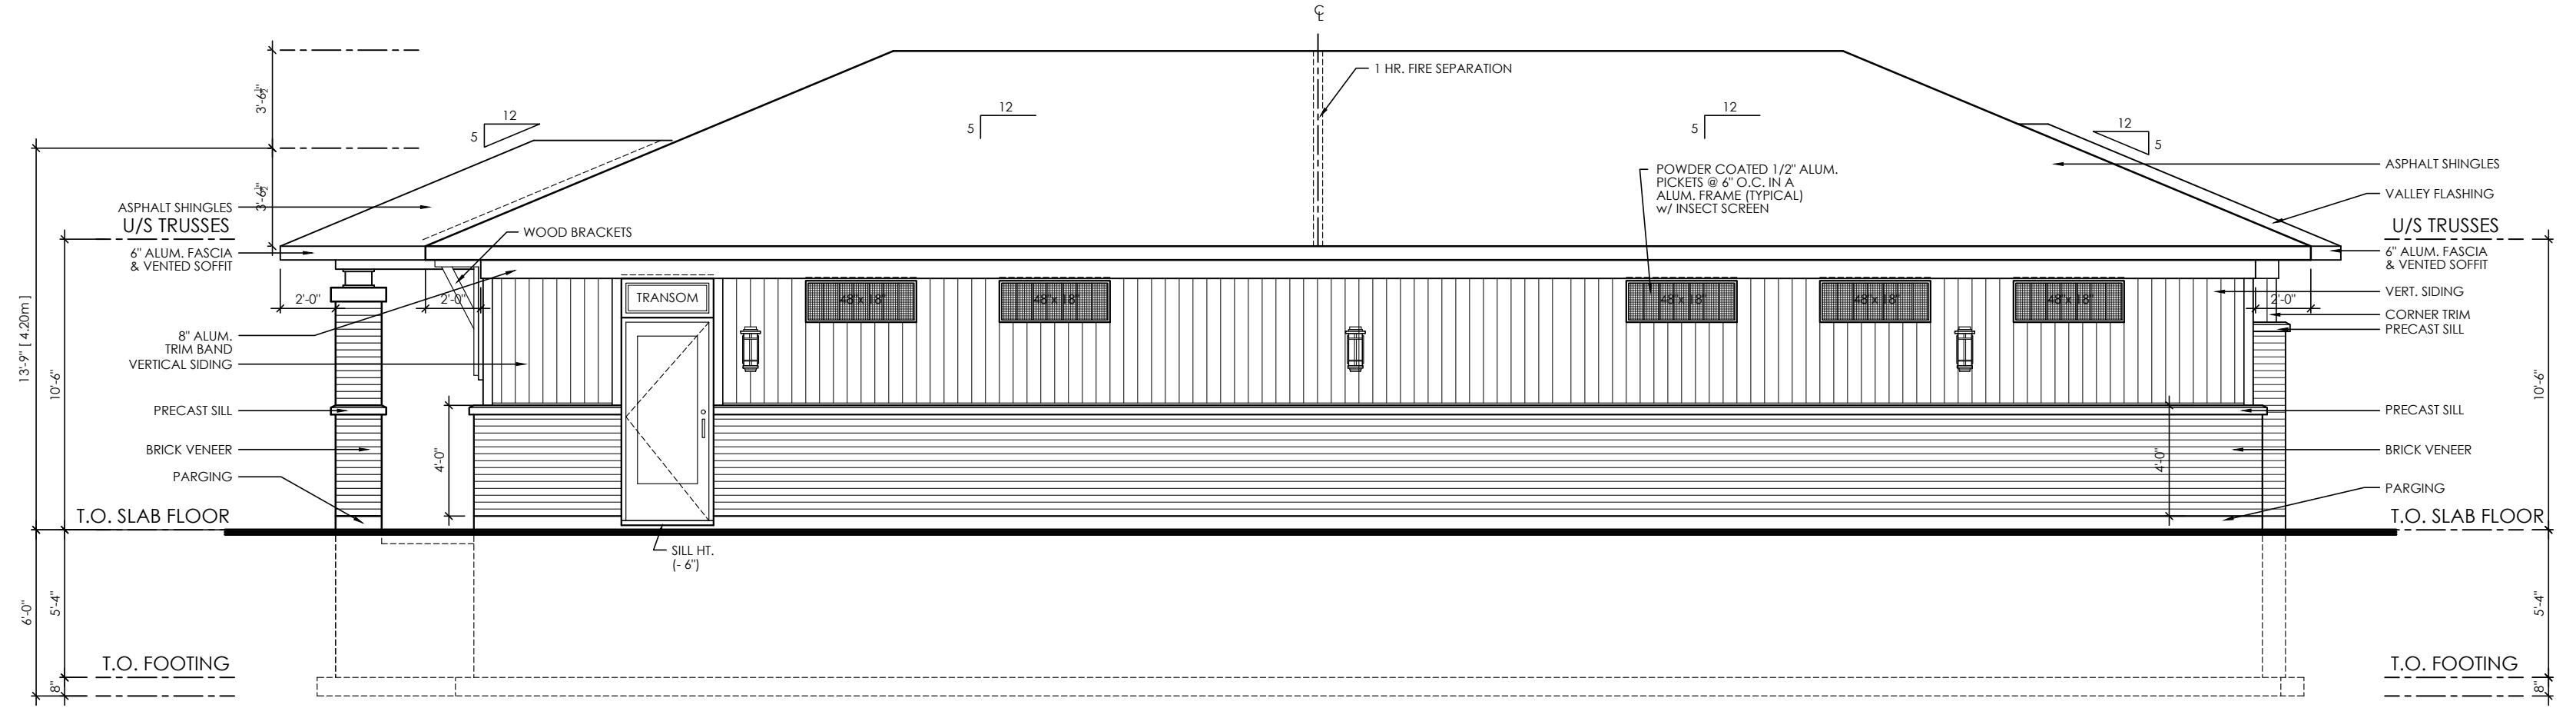 ℄
1 HR. FIRE SEPARATION
3'-6½"
3'-6½"
12
5
12
5
12
5
12
5
POWDER COATED 1/2" ALUM.
PICKETS @ 6" O.C. IN A
ALUM. FRAME (TYPICAL)
w/ INSECT SCREEN
ASPHALT SHINGLES
U/S TRUSSES
6" ALUM. FASCIA
& VENTED SOFFIT
WOOD BRACKETS
2'-0"
2'-0"
8" ALUM.
TRIM BAND
VERTICAL SIDING
PRECAST SILL
BRICK VENEER
PARGING
T.O. SLAB FLOOR
T.O. FOOTING
13'-9" [ 4.20m ]
10'-6"
6'-0"
5'-4"
8"
4'-0"
TRANSOM
48"x 18"
48"x 18"
48"x 18"
48"x 18"
48"x 18"
SILL HT.
(- 6")
4'-0"
2'-0"
ASPHALT SHINGLES
VALLEY FLASHING
U/S TRUSSES
6" ALUM. FASCIA
& VENTED SOFFIT
VERT. SIDING
CORNER TRIM
PRECAST SILL
PRECAST SILL
BRICK VENEER
PARGING
T.O. SLAB FLOOR
T.O. FOOTING
10'-6"
5'-4"
8"